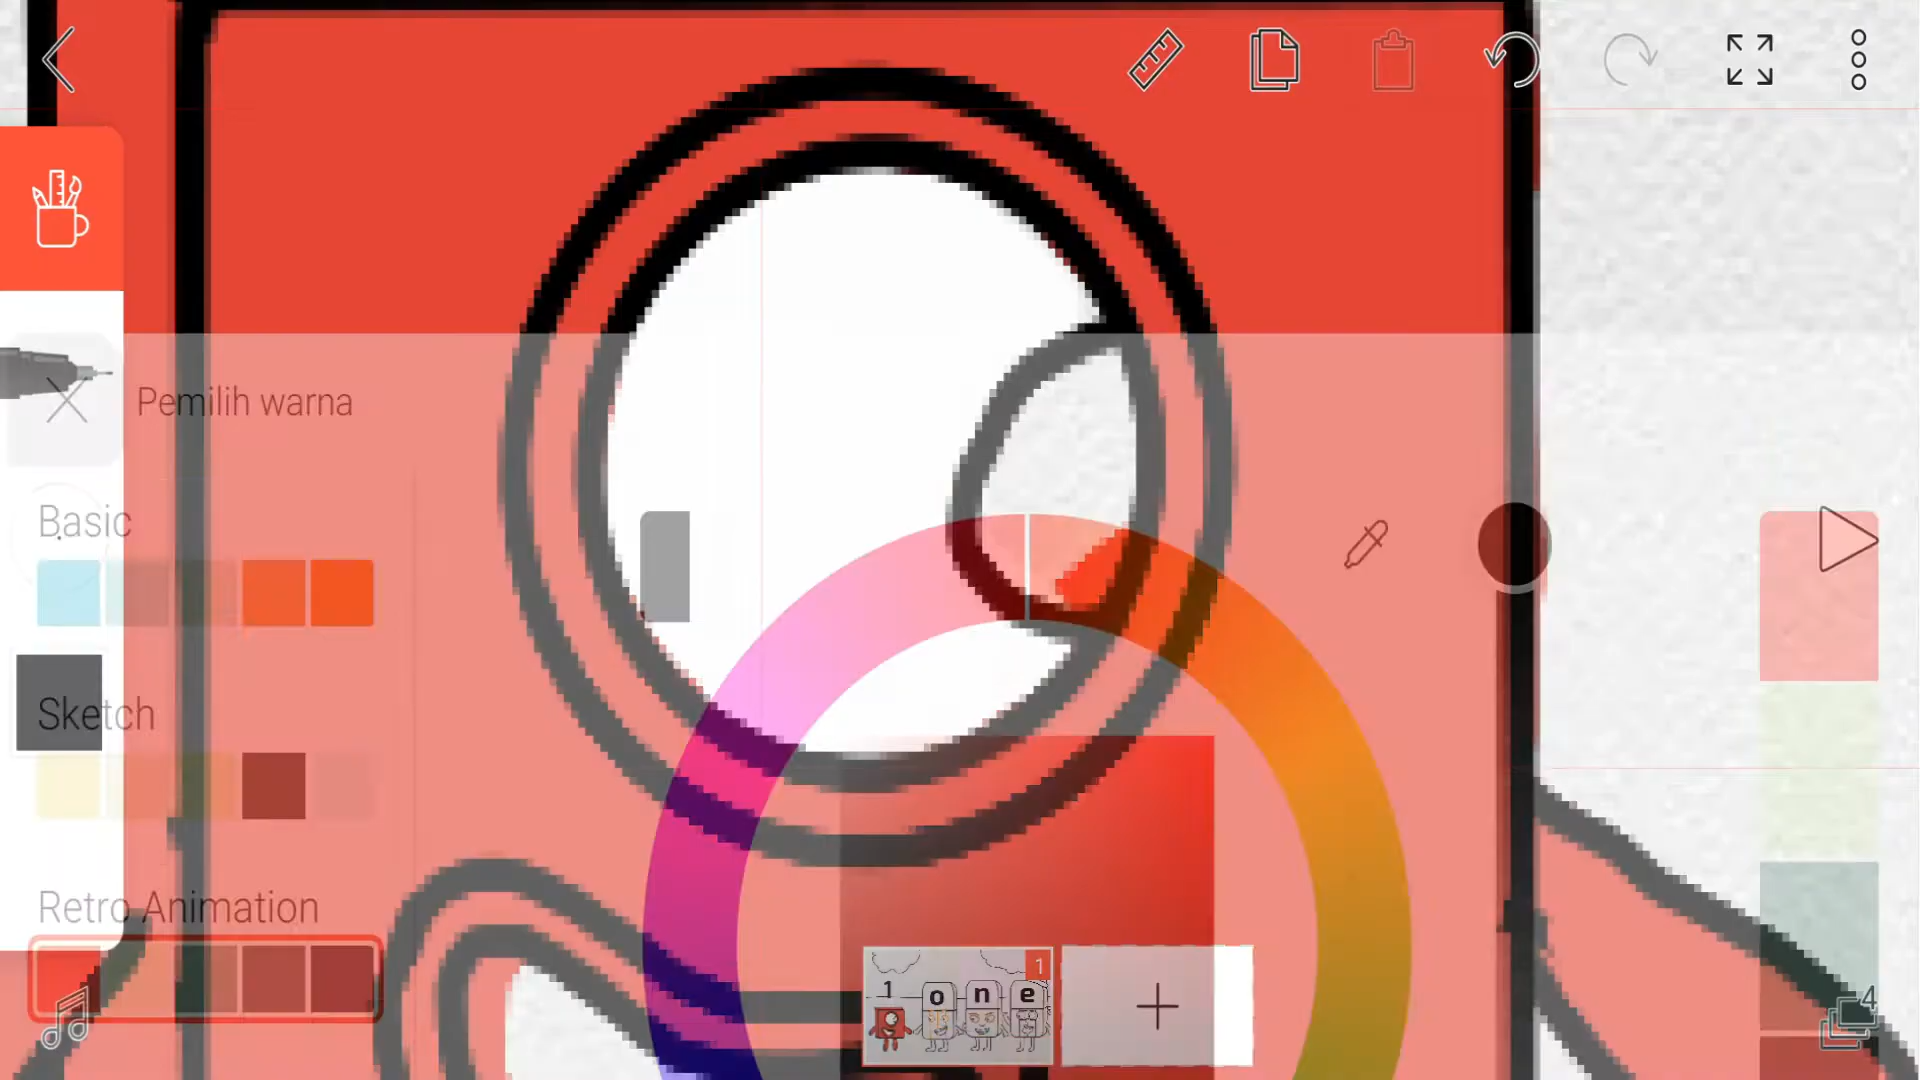 Pemilih warna
Basic
Sketch
Retro Animation
1
1
o n e
4